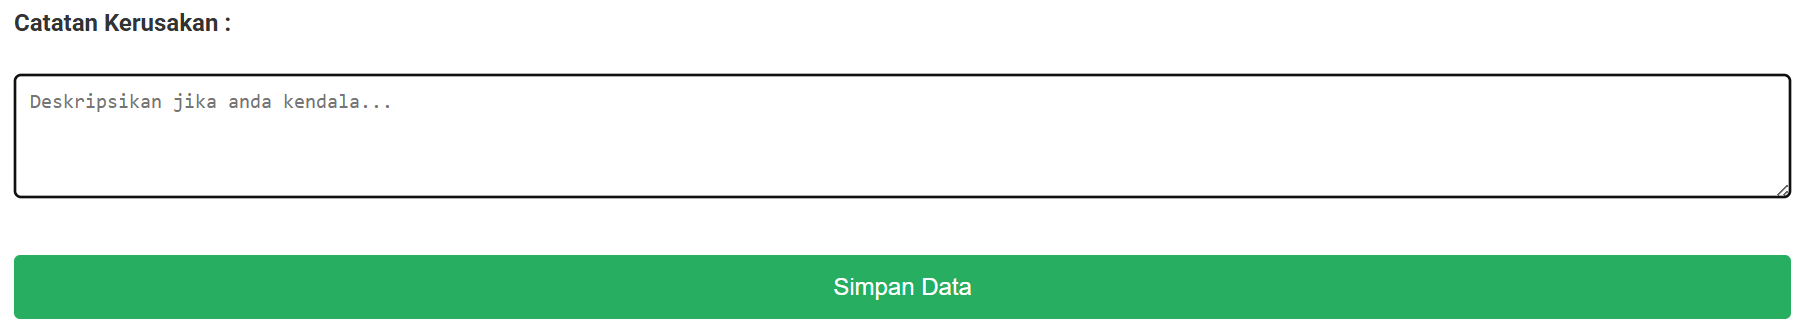 Catatan Kerusakan :
Deskripsikan jika anda kendala...
Simpan Data